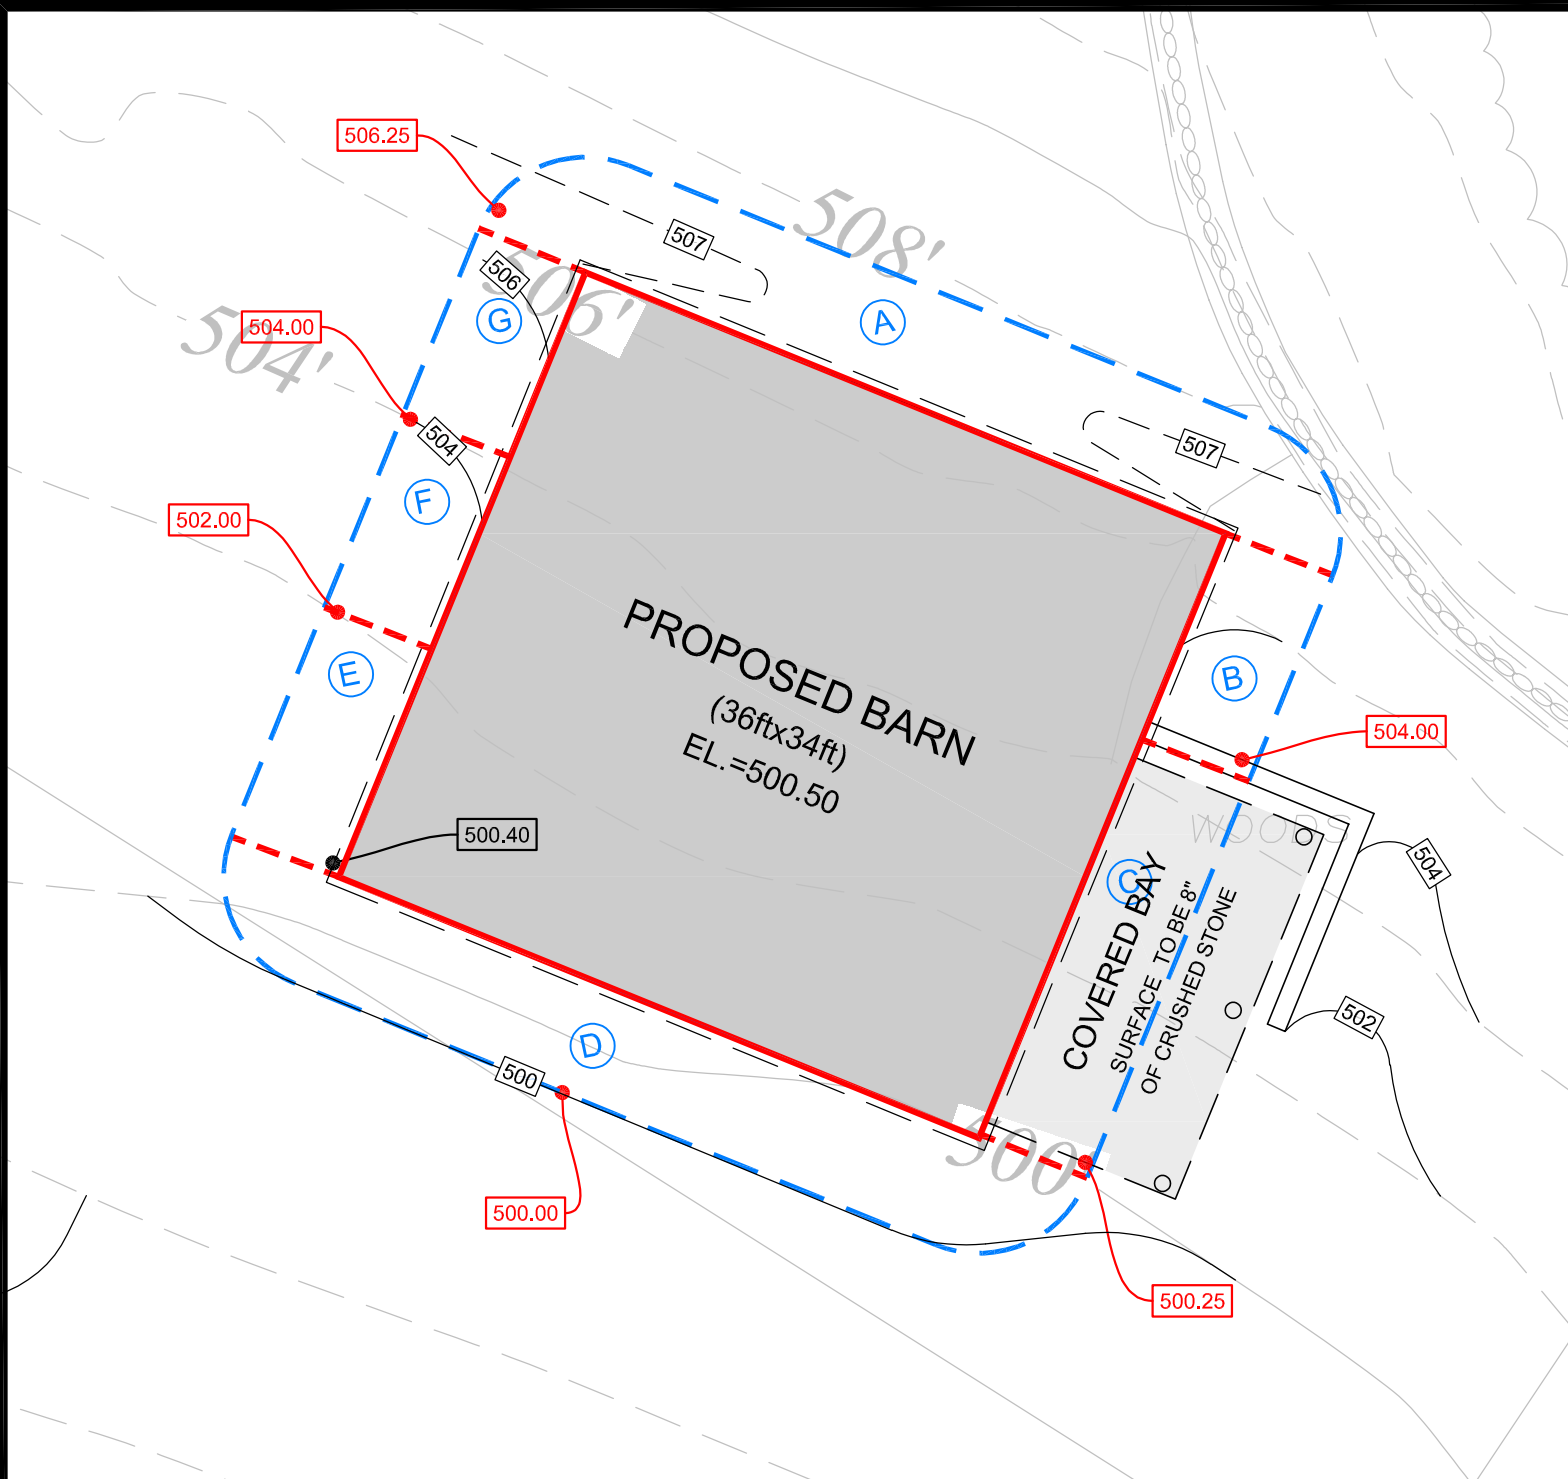 506.25
508'
507
506
506'
G
A
504.00
504'
504
507
F
502.00
PROPOSED BARN
(36ftx34ft)
EL.=500.50
E
B
504.00
500.40
WOODS
504
C
COVERED BAY
SURFACE TO BE 8"
OF CRUSHED STONE
502
D
500
500'
500.00
500.25